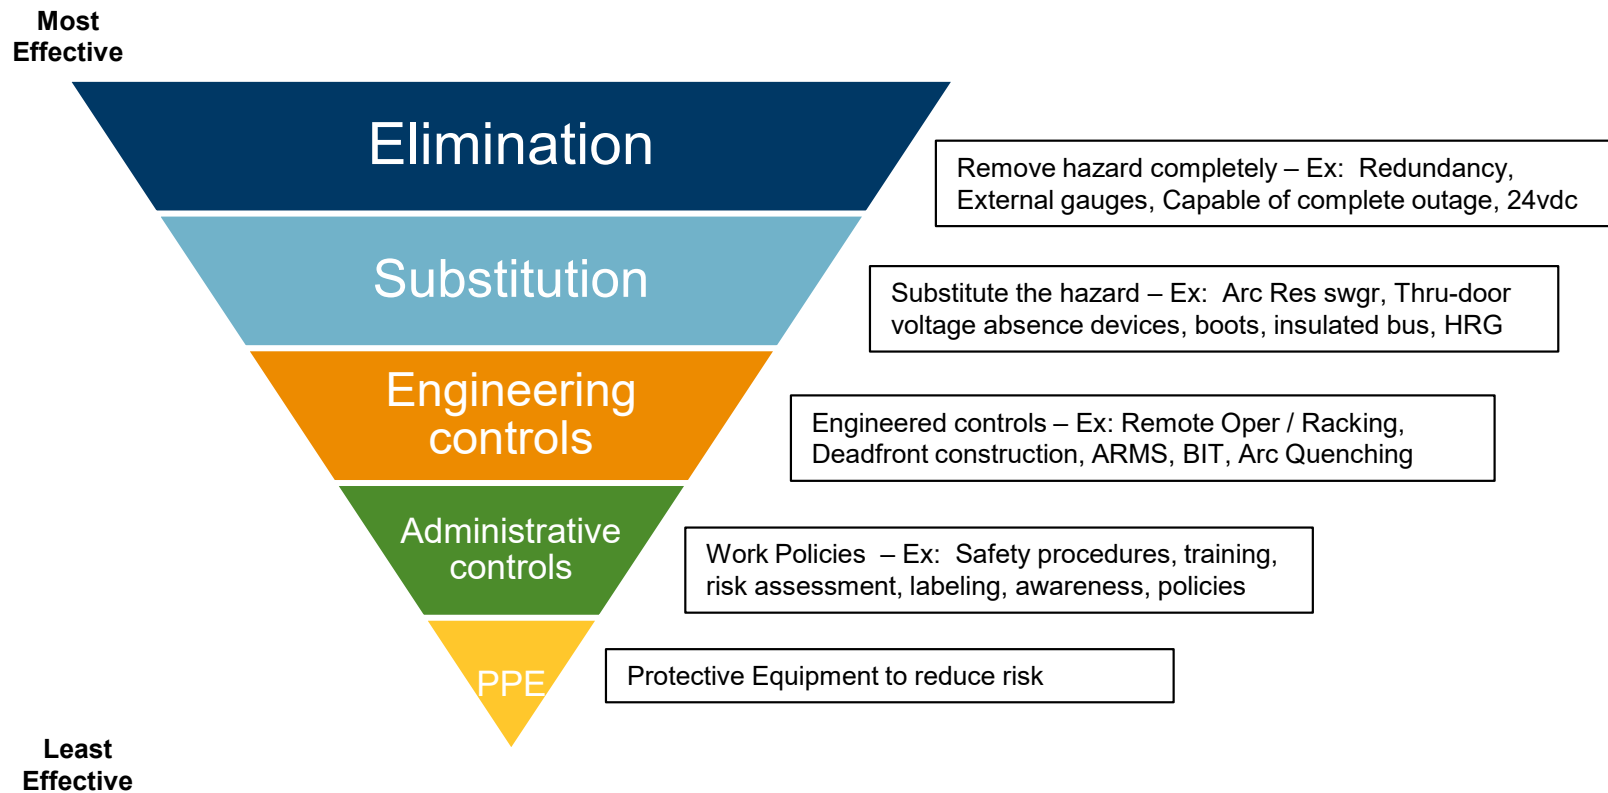 Most
Effective
Elimination
Remove hazard completely – Ex: Redundancy,
External gauges, Capable of complete outage, 24vdc
Substitution
Substitute the hazard – Ex: Arc Res swgr, Thru-door
voltage absence devices, boots, insulated bus, HRG
Engineering
controls
Engineered controls – Ex: Remote Oper / Racking,
Deadfront construction, ARMS, BIT, Arc Quenching
Administrative
controls
Work Policies – Ex: Safety procedures, training,
risk assessment, labeling, awareness, policies
PPE
Protective Equipment to reduce risk
Least
Effective